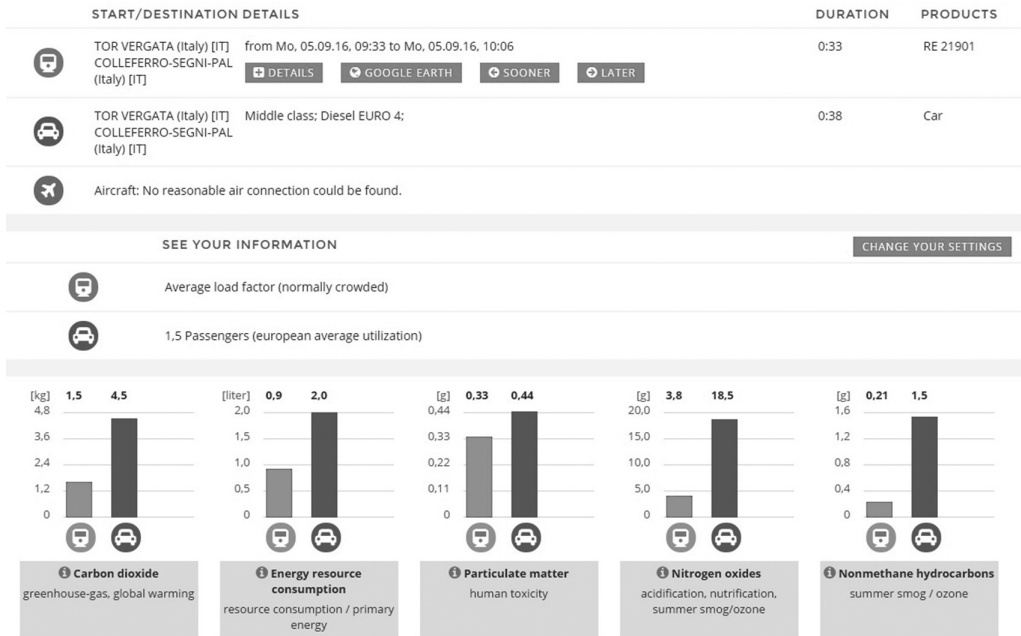 START/DESTINATION DETAILS DURATION PRODUCTS
TOR VERGATA (Italy) [IT] from Mo, 05.09.16, 09:33 to Mo, 05.09.16, 10:06 0:33 RE 21901
COLLEFERRO-SEGNI-PAL
(Italy) [IT]
DETAILS GOOGLE EARTH SOONER LATER
TOR VERGATA (Italy) [IT] Middle class; Diesel EURO 4; 0:38 Car
COLLEFERRO-SEGNI-PAL
(Italy) [IT]
Aircraft: No reasonable air connection could be found.
SEE YOUR INFORMATION CHANGE YOUR SETTINGS
Average load factor (normally crowded)
1,5 Passengers (european average utilization)
[kg] 1,5 4,5
4,8
3,6
2,4
1,2
0
Carbon dioxide
greenhouse-gas, global warming
[liter] 0,9 2,0
2,0
1,5
1,0
0,5
0
Energy resource
consumption
resource consumption / primary
energy
[g] 0,33 0,44
0,44
0,33
0,22
0,11
0
Particulate matter
human toxicity
[g] 3,8 18,5
20,0
15,0
10,0
5,0
0
Nitrogen oxides
acidification, nutrification,
summer smog/ozone
[g] 0,21 1,5
1,6
1,2
0,8
0,4
0
Nonmethane hydrocarbons
summer smog / ozone